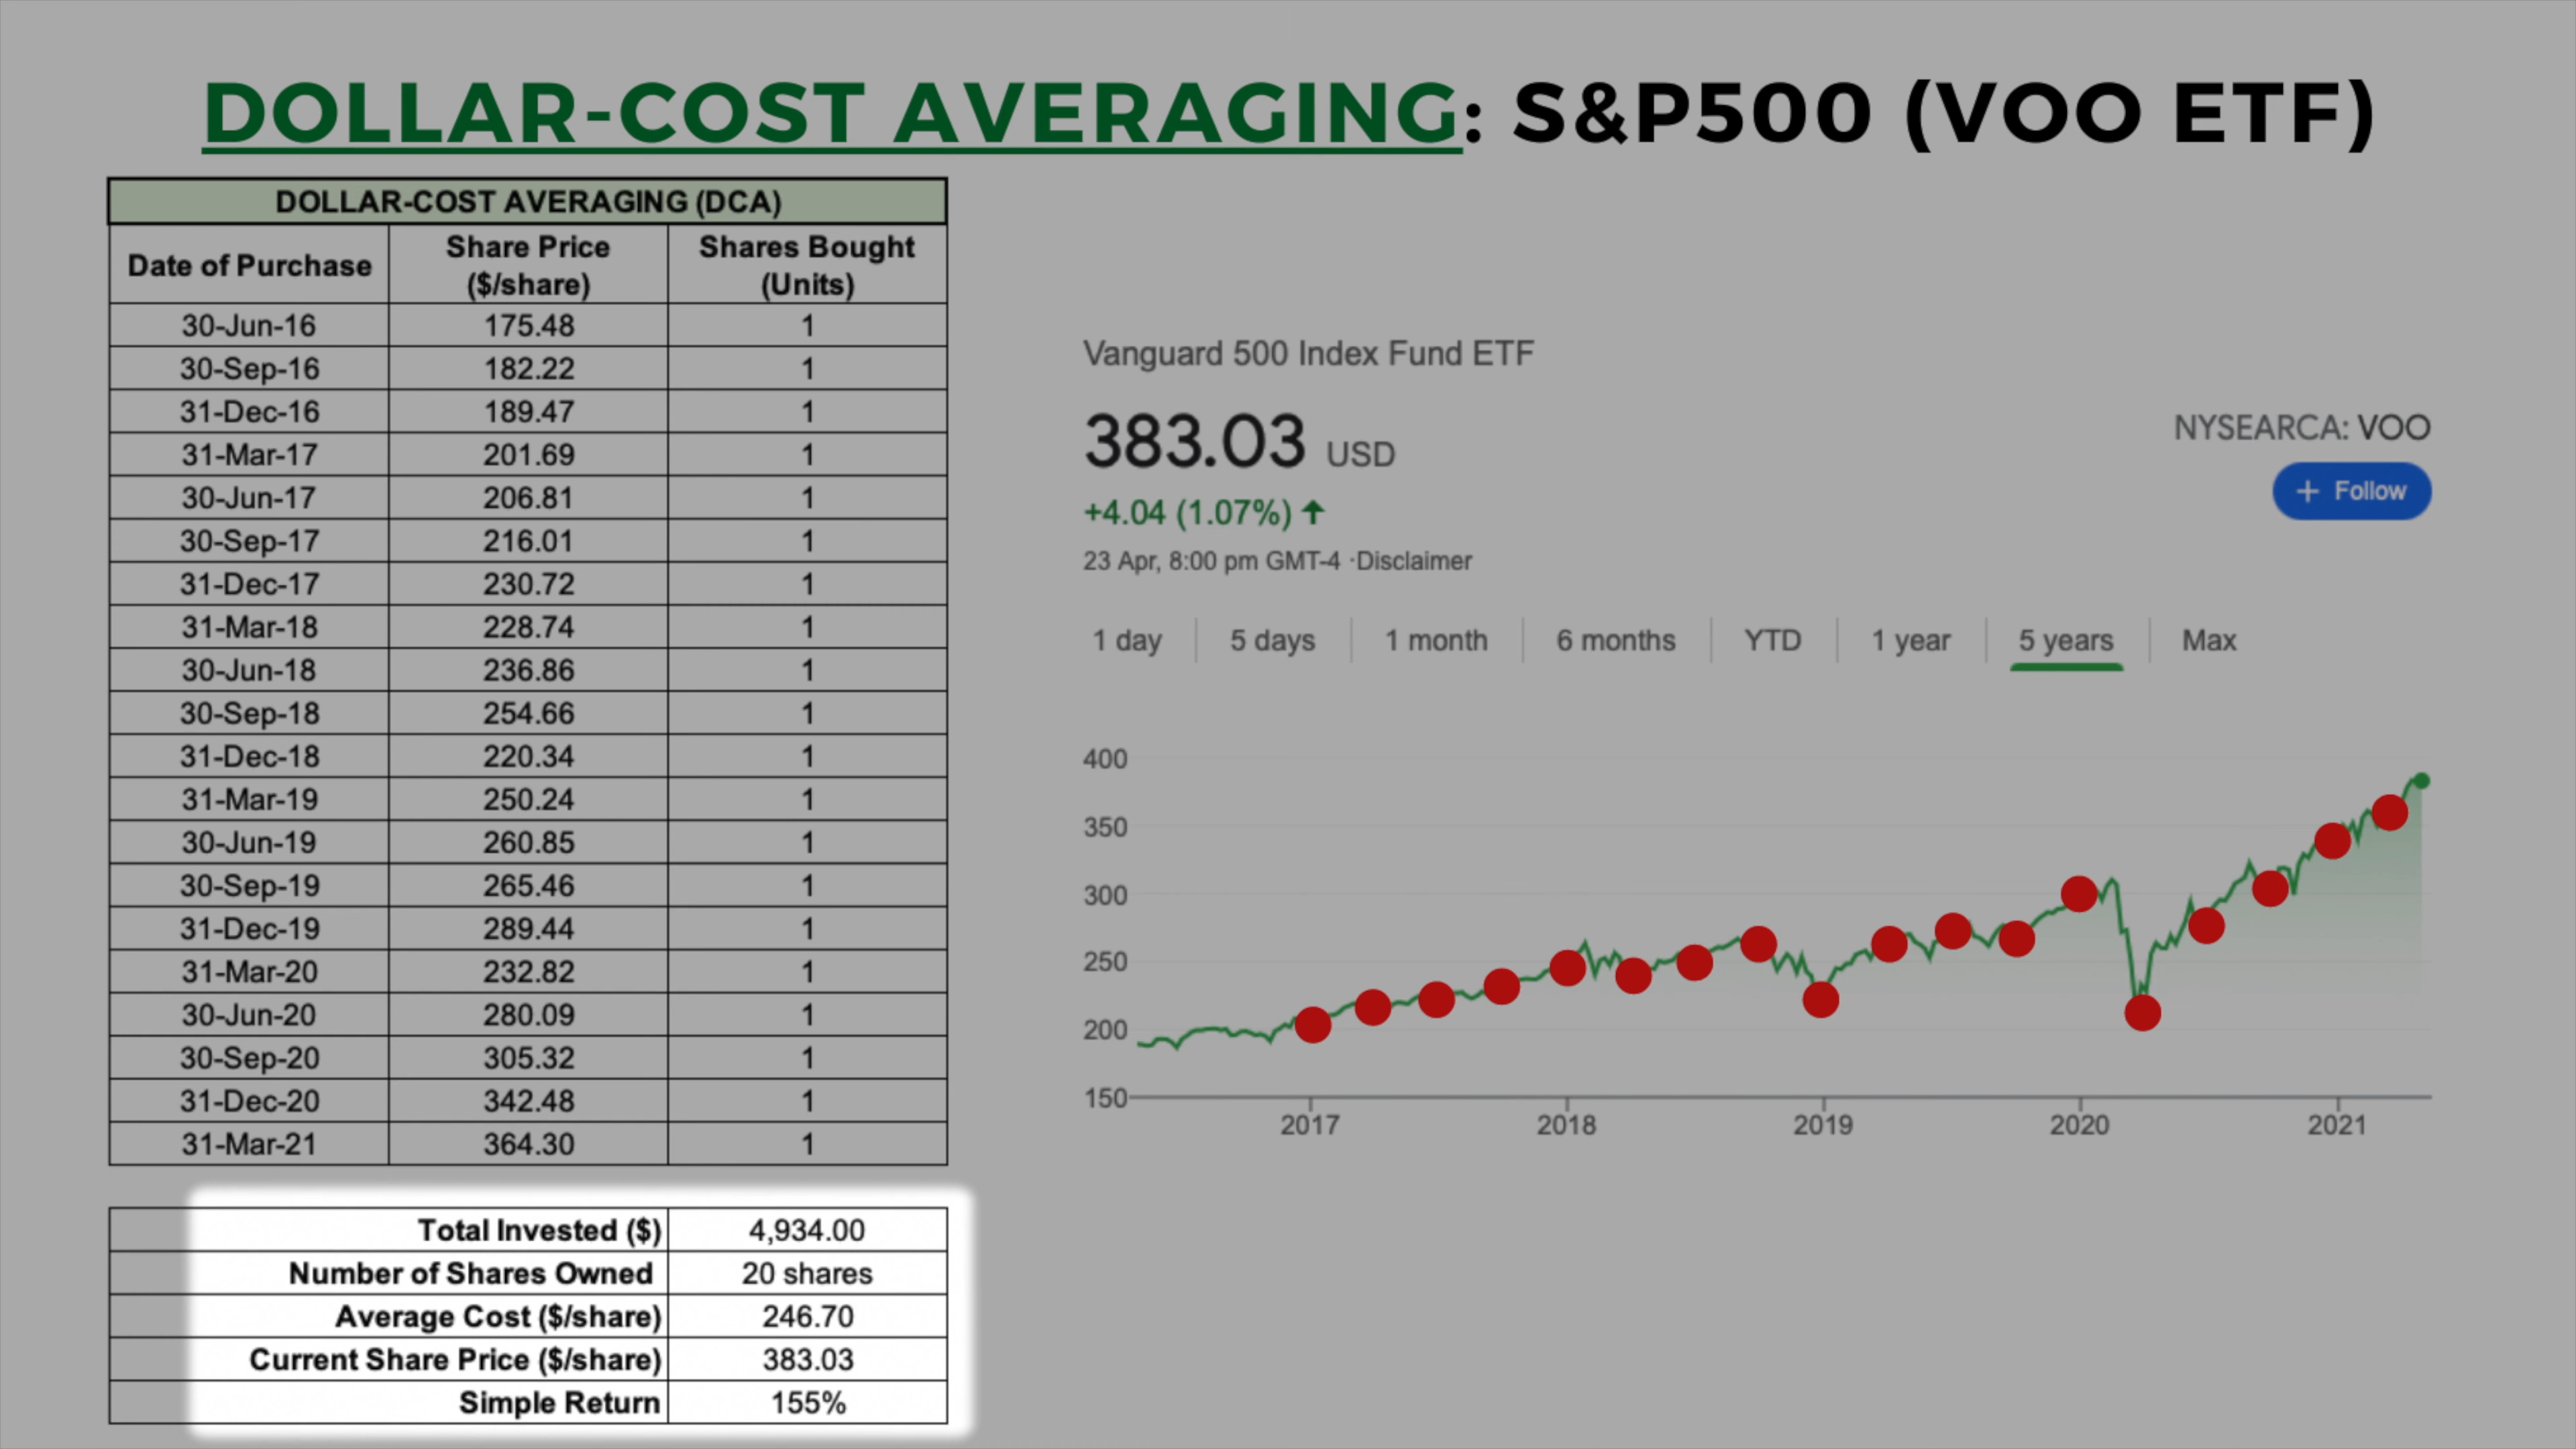 DOLLAR-COST AVERAGING: S&P500 (VOO ETF)
DOLLAR-COST AVERAGING (DCA)
Date of Purchase Share Price ($/share) Shares Bought (Units)
30-Jun-16 175.48 1
30-Sep-16 182.22 1
31-Dec-16 189.47 1
31-Mar-17 201.69 1
30-Jun-17 206.81 1
30-Sep-17 216.01 1
31-Dec-17 230.72 1
31-Mar-18 228.74 1
30-Jun-18 236.86 1
30-Sep-18 254.66 1
31-Dec-18 220.34 1
31-Mar-19 250.24 1
30-Jun-19 260.85 1
30-Sep-19 265.46 1
31-Dec-19 289.44 1
31-Mar-20 232.82 1
30-Jun-20 280.09 1
30-Sep-20 305.32 1
31-Dec-20 342.48 1
31-Mar-21 364.30 1
Total Invested ($) 4,934.00
Number of Shares Owned 20 shares
Average Cost ($/share) 246.70
Current Share Price ($/share) 383.03
Simple Return 155%
Vanguard 500 Index Fund ETF
383.03 USD
NYSEARCA: VOO
+ Follow
+4.04 (1.07%) ↑
23 Apr, 8:00 pm GMT-4 ·Disclaimer
1 day 5 days 1 month 6 months YTD 1 year 5 years Max
400
350
300
250
200
150
2017 2018 2019 2020 2021